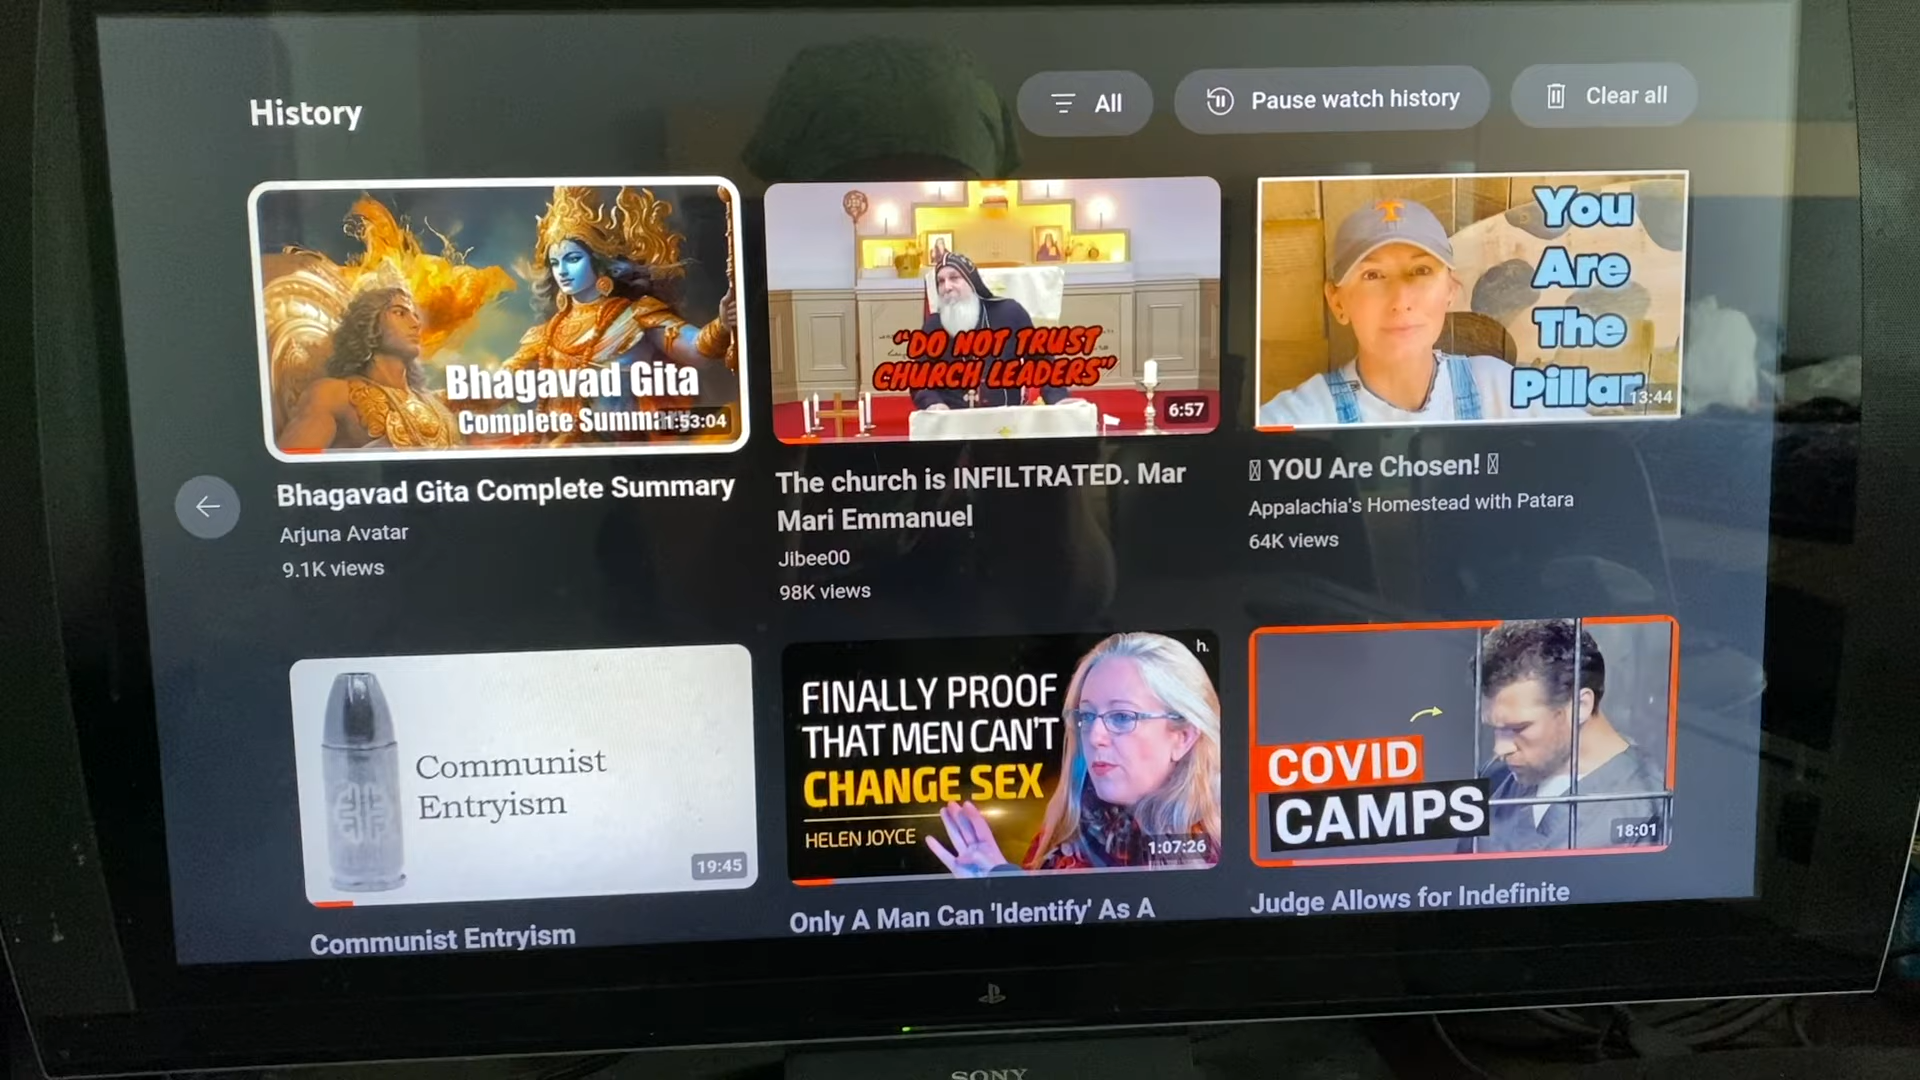 History
All
Pause watch history
Clear all
Bhagavad Gita
Complete Summa
1:53:04
Bhagavad Gita Complete Summary
Arjuna Avatar
9.1K views
"DO NOT TRUST
CHURCH LEADERS"
6:57
The church is INFILTRATED. Mar
Mari Emmanuel
Jibee00
98K views
You
Are
The
Pillar
13:44
YOU Are Chosen!
Appalachia's Homestead with Patara
64K views
Communist
Entryism
19:45
Communist Entryism
h.
FINALLY PROOF
THAT MEN CAN'T
CHANGE SEX
HELEN JOYCE
1:07:26
Only A Man Can 'Identify' As A
COVID
CAMPS
18:01
Judge Allows for Indefinite
SONY